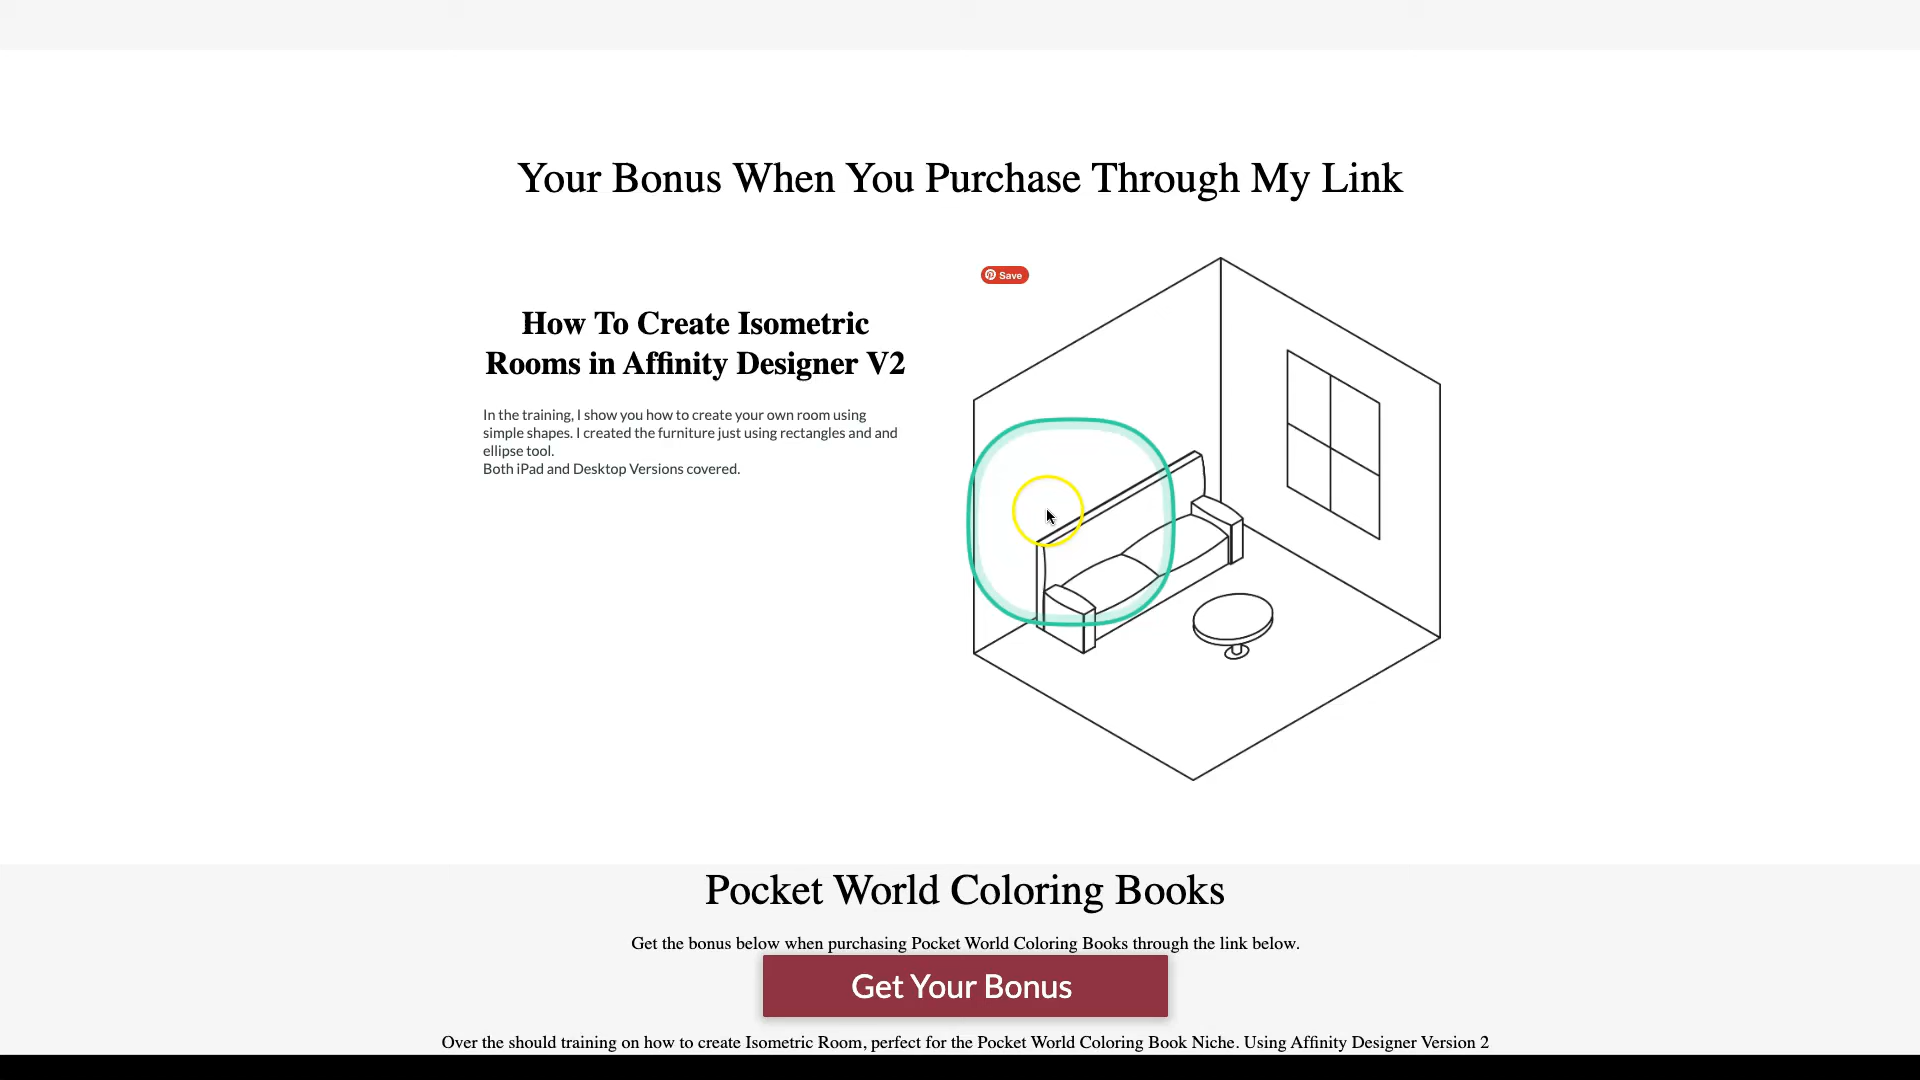 Your Bonus When You Purchase Through My Link
Save
How To Create Isometric
Rooms in Affinity Designer V2
In the training, I show you how to create your own room using
simple shapes. I created the furniture just using rectangles and and
ellipse tool.
Both iPad and Desktop Versions covered.
Pocket World Coloring Books
Get the bonus below when purchasing Pocket World Coloring Books through the link below.
Get Your Bonus
Over the should training on how to create Isometric Room, perfect for the Pocket World Coloring Book Niche. Using Affinity Designer Version 2